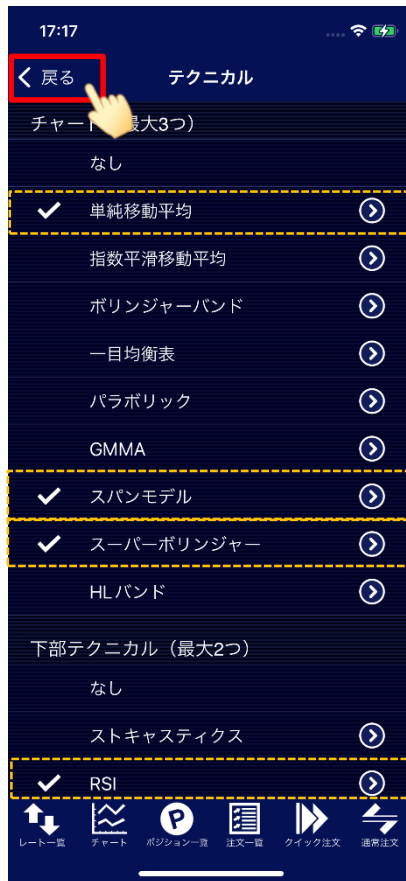 17:17
戻る
テクニカル
チャート（最大3つ）
なし
単純移動平均
指数平滑移動平均
ボリンジャーバンド
一目均衡表
パラボリック
GMMA
スパンモデル
スーパーボリンジャー
HLバンド
下部テクニカル（最大2つ）
なし
ストキャスティクス
RSI
P
レート一覧 チャート ポジション一覧 注文一覧 クイック注文 通常注文